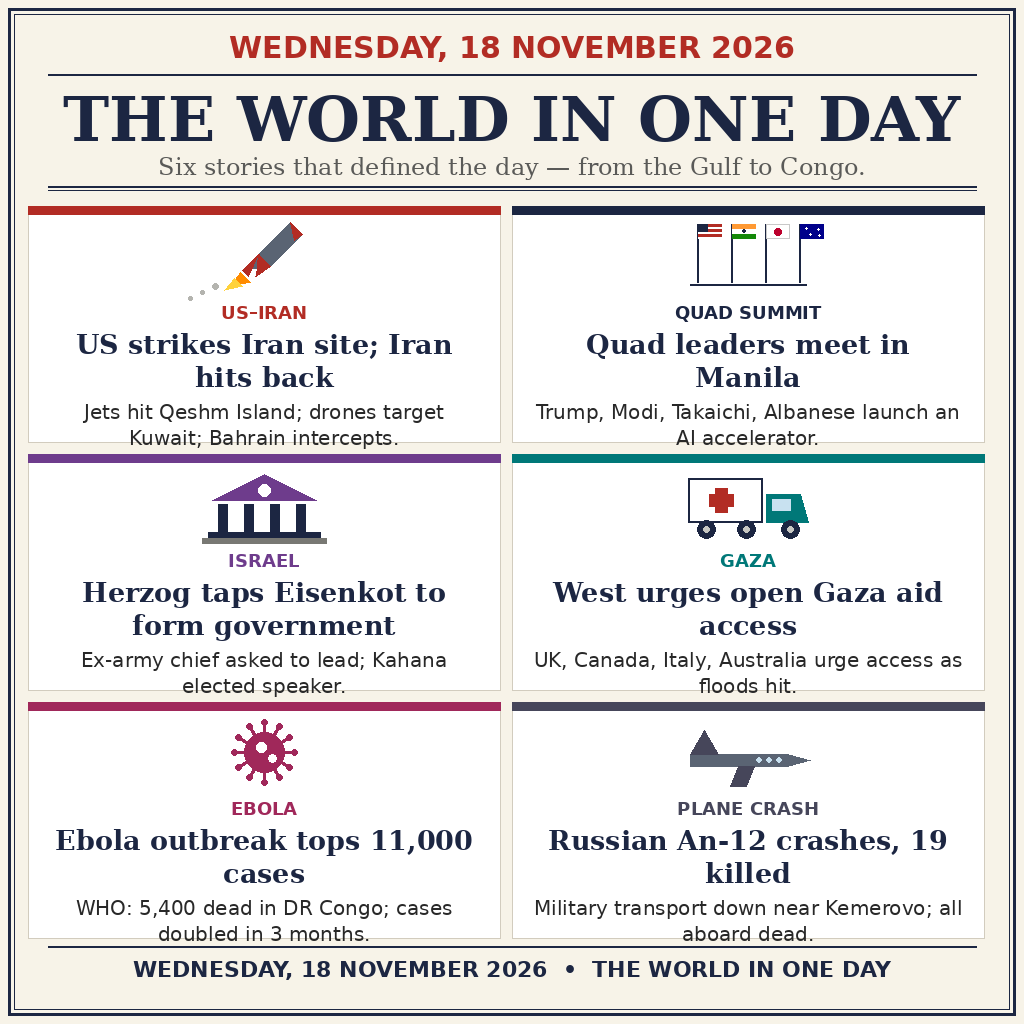 WEDNESDAY, 18 NOVEMBER 2026
THE WORLD IN ONE DAY
Six stories that defined the day — from the Gulf to Congo.
US–IRAN
US strikes Iran site; Iran
hits back
Jets hit Qeshm Island; drones target
Kuwait; Bahrain intercepts.
QUAD SUMMIT
Quad leaders meet in
Manila
Trump, Modi, Takaichi, Albanese launch an
AI accelerator.
ISRAEL
Herzog taps Eisenkot to
form government
Ex-army chief asked to lead; Kahana
elected speaker.
GAZA
West urges open Gaza aid
access
UK, Canada, Italy, Australia urge access as
floods hit.
EBOLA
Ebola outbreak tops 11,000
cases
WHO: 5,400 dead in DR Congo; cases
doubled in 3 months.
PLANE CRASH
Russian An-12 crashes, 19
killed
Military transport down near Kemerovo; all
aboard dead.
WEDNESDAY, 18 NOVEMBER 2026 • THE WORLD IN ONE DAY